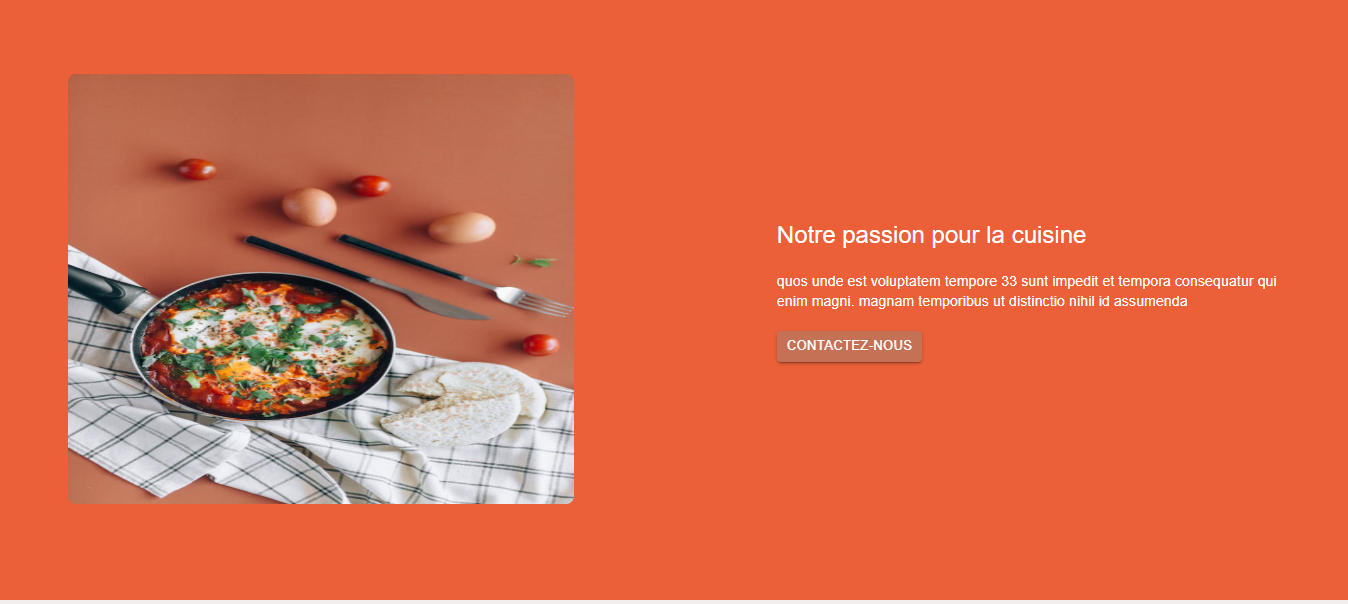 Notre passion pour la cuisine
quos unde est voluptatem tempore 33 sunt impedit et tempora consequatur qui
enim magni. magnam temporibus ut distinctio nihil id assumenda
CONTACTEZ-NOUS